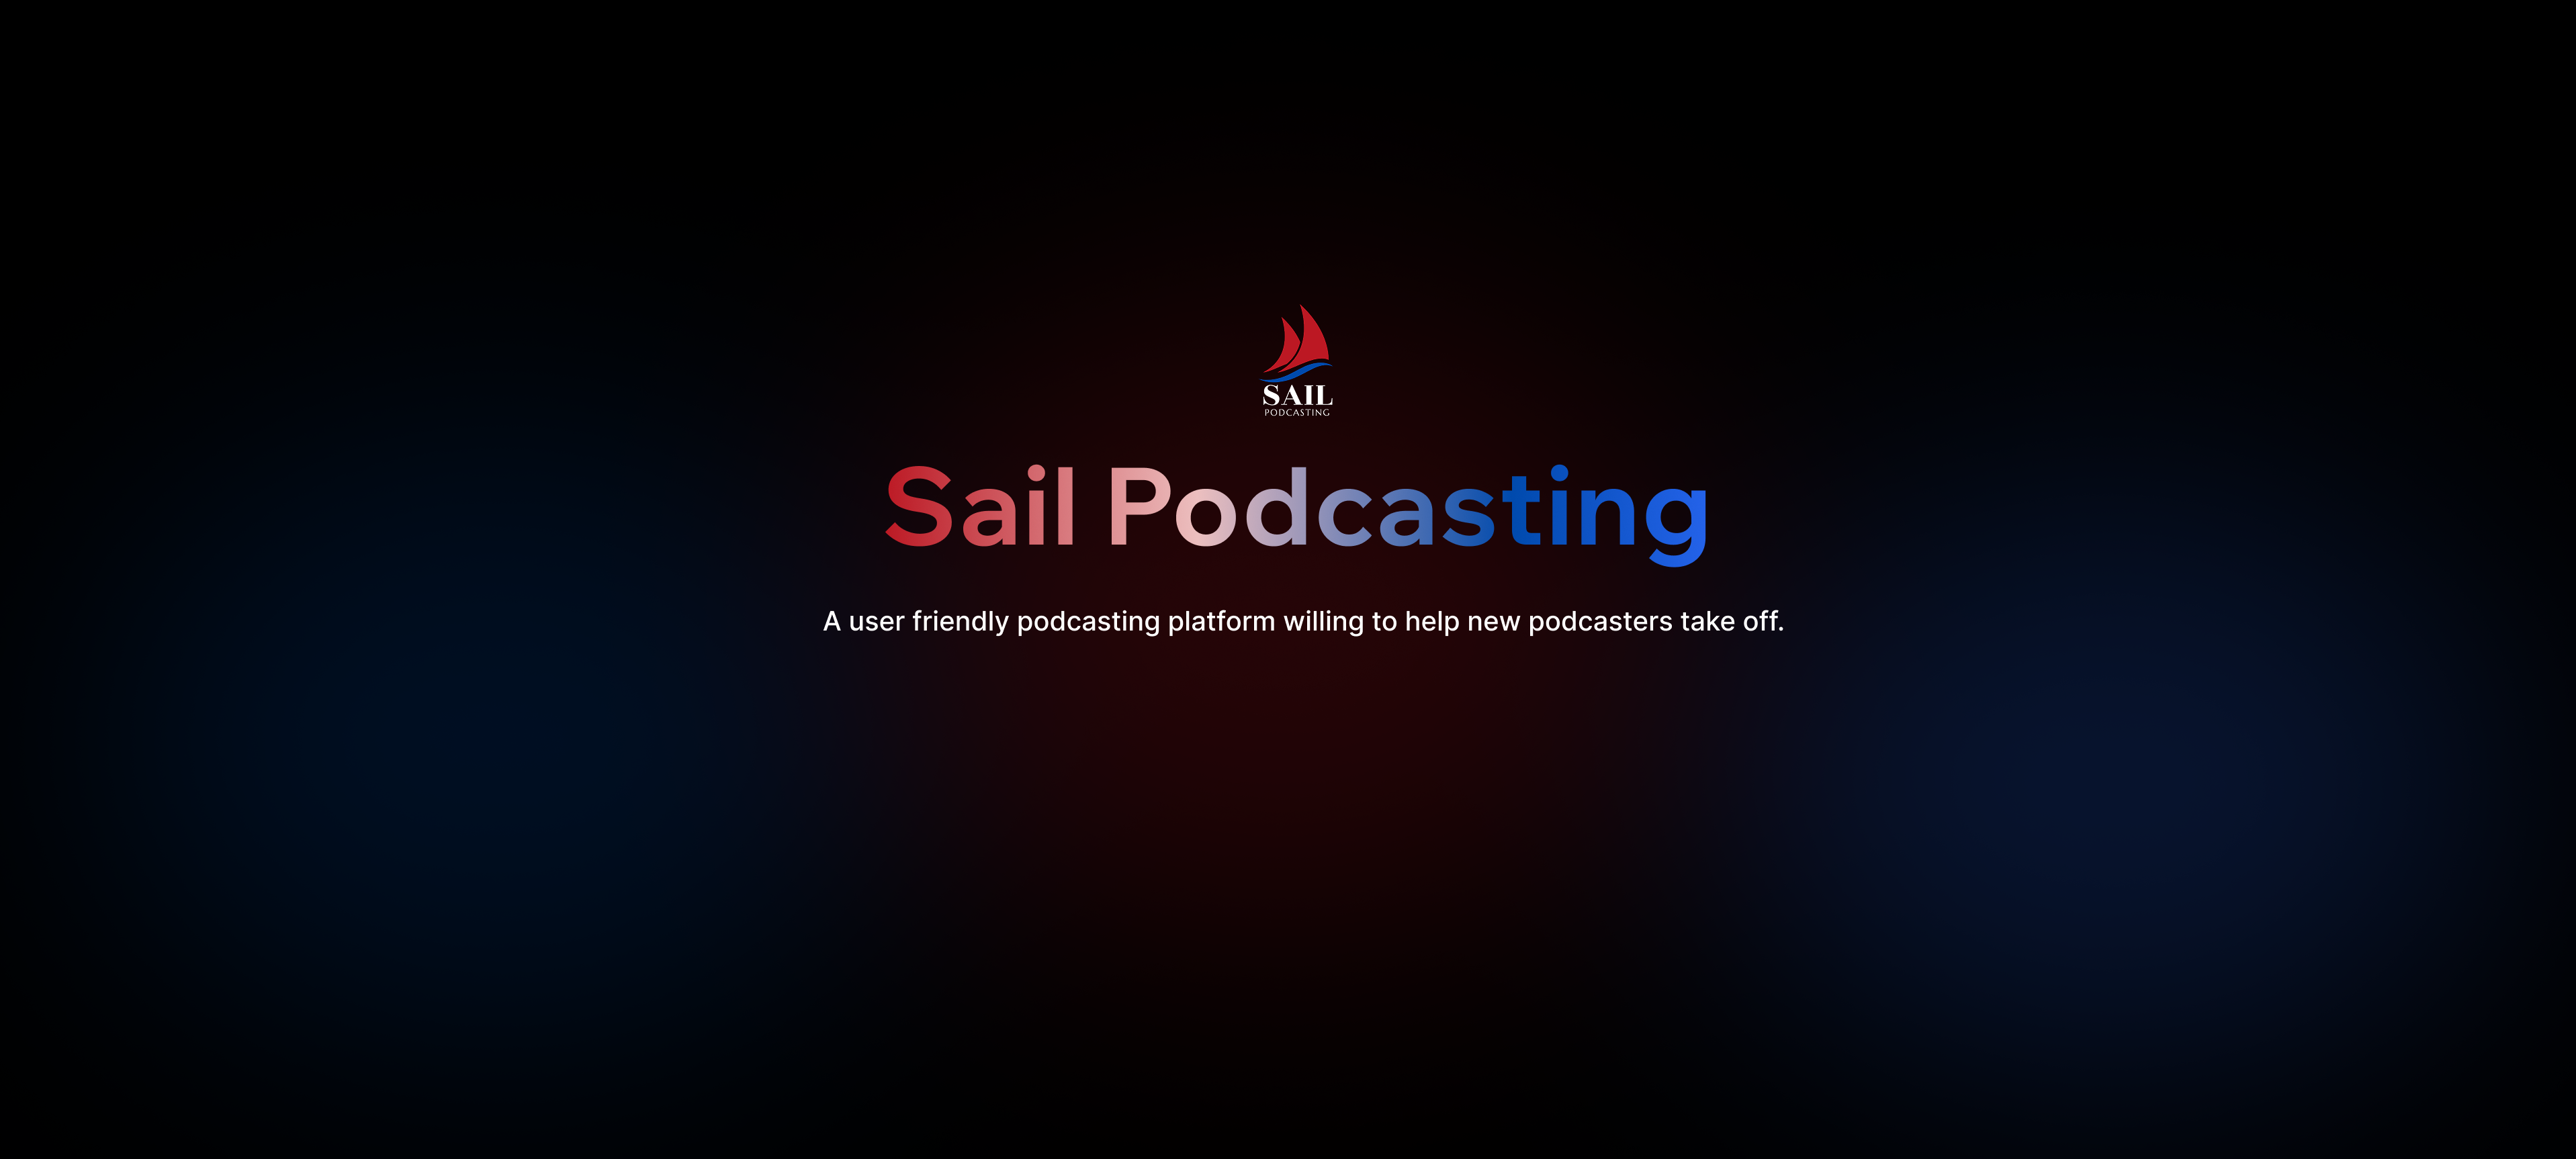 SAIL
PODCASTING
Sail Podcasting
A user friendly podcasting platform willing to help new podcasters take off.